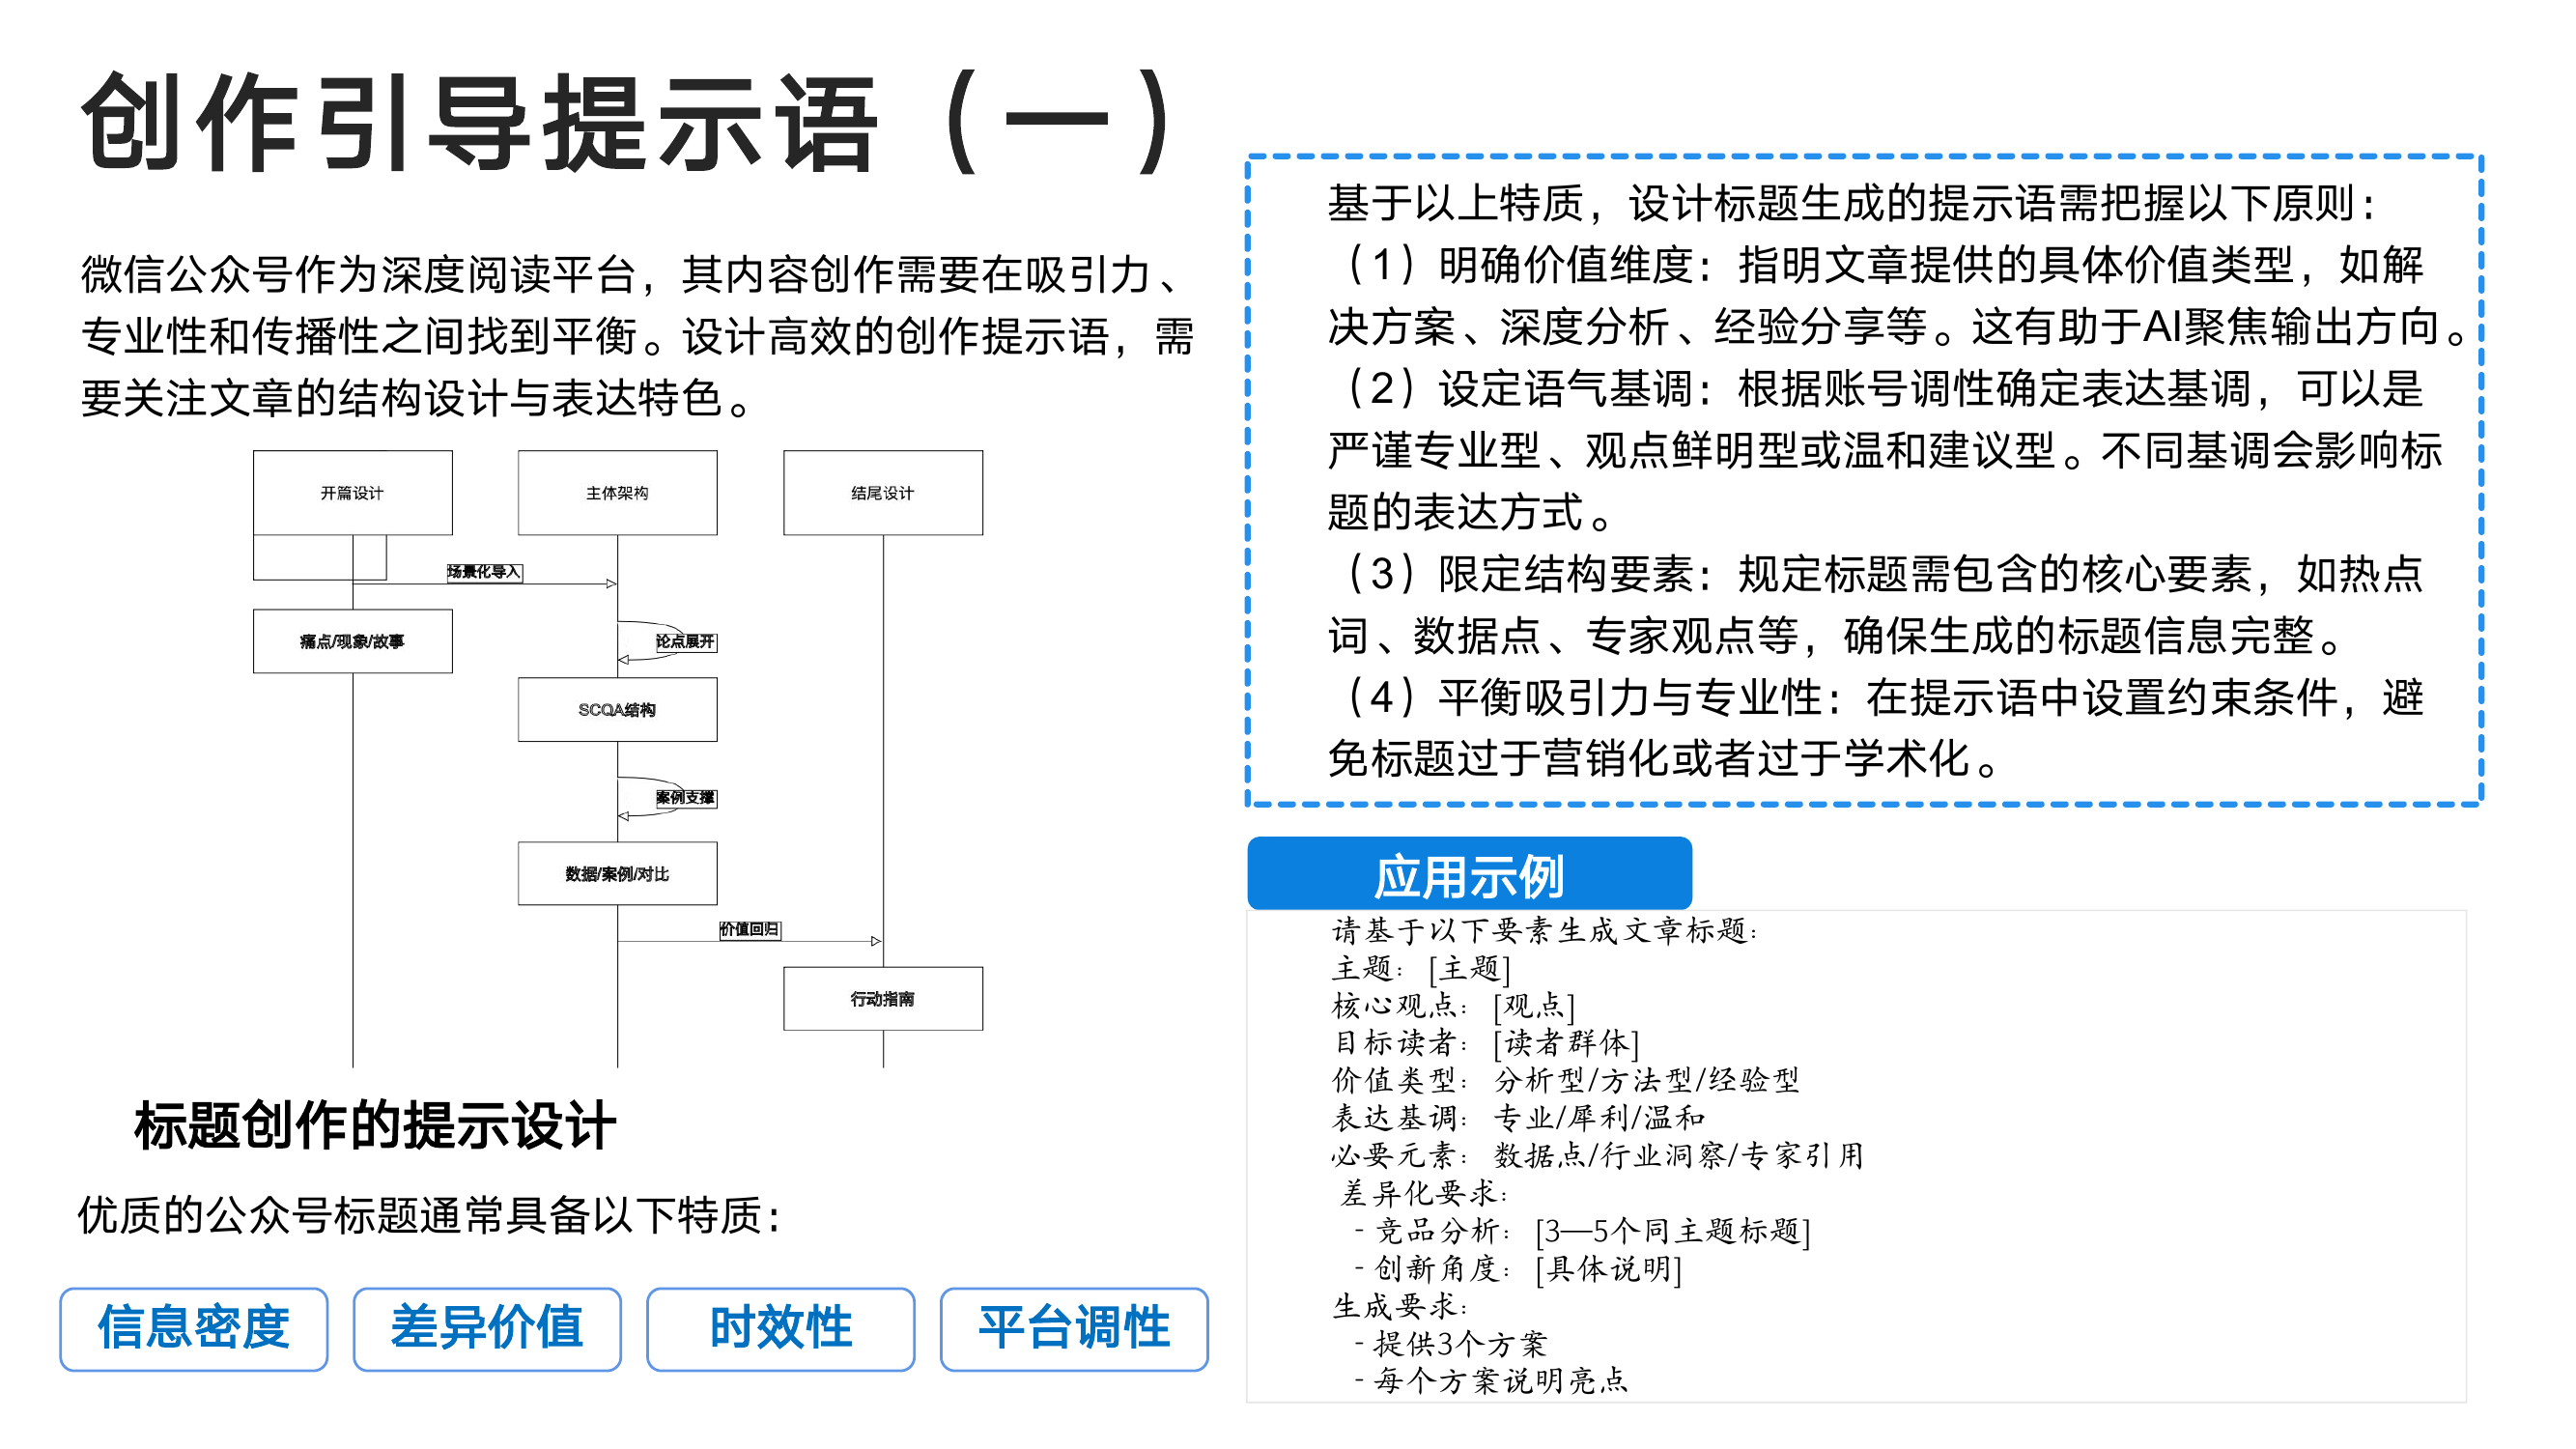 创作引导提示语（一）
微信公众号作为深度阅读平台，其内容创作需要在吸引力、
专业性和传播性之间找到平衡。设计高效的创作提示语，需
要关注文章的结构设计与表达特色。
开篇设计
主体架构
结尾设计
场景化导入
痛点/现象/故事
论点展开
SCQA结构
案例支撑
数据/案例/对比
价值回归
行动指南
标题创作的提示设计
优质的公众号标题通常具备以下特质：
信息密度
差异价值
时效性
平台调性
基于以上特质，设计标题生成的提示语需把握以下原则：
（1）明确价值维度：指明文章提供的具体价值类型，如解
决方案、深度分析、经验分享等。这有助于AI聚焦输出方向。
（2）设定语气基调：根据账号调性确定表达基调，可以是
严谨专业型、观点鲜明型或温和建议型。不同基调会影响标
题的表达方式。
（3）限定结构要素：规定标题需包含的核心要素，如热点
词、数据点、专家观点等，确保生成的标题信息完整。
（4）平衡吸引力与专业性：在提示语中设置约束条件，避
免标题过于营销化或者过于学术化。
应用示例
请基于以下要素生成文章标题：
主题：[主题]
核心观点：[观点]
目标读者：[读者群体]
价值类型：分析型/方法型/经验型
表达基调：专业/犀利/温和
必要元素：数据点/行业洞察/专家引用
差异化要求：
- 竞品分析：[3—5个同主题标题]
- 创新角度：[具体说明]
生成要求：
- 提供3个方案
- 每个方案说明亮点